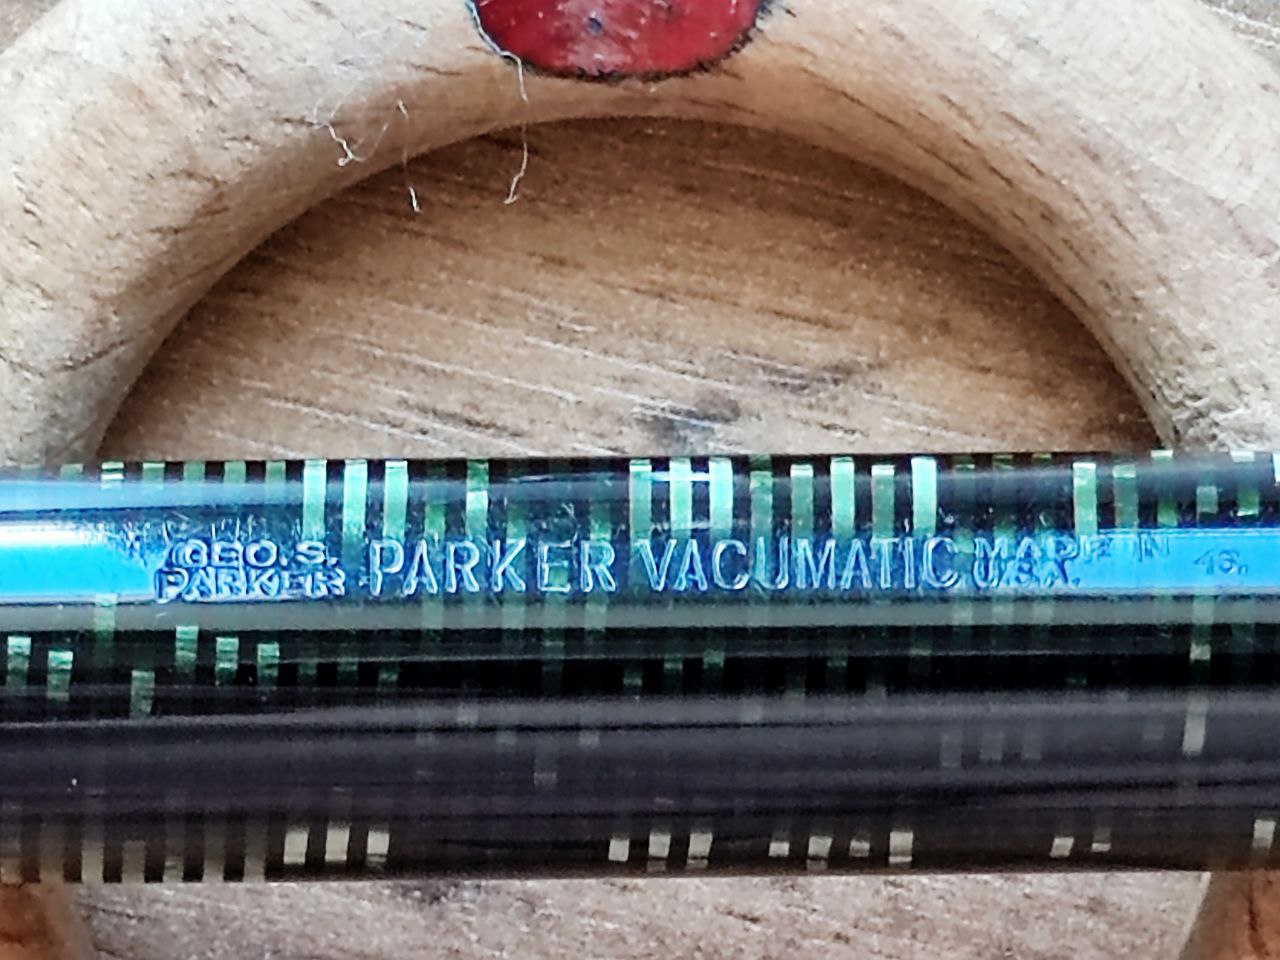 GEO. S.
PARKER
PARKER VACUMATIC
MADE IN
U.S.A.
46.